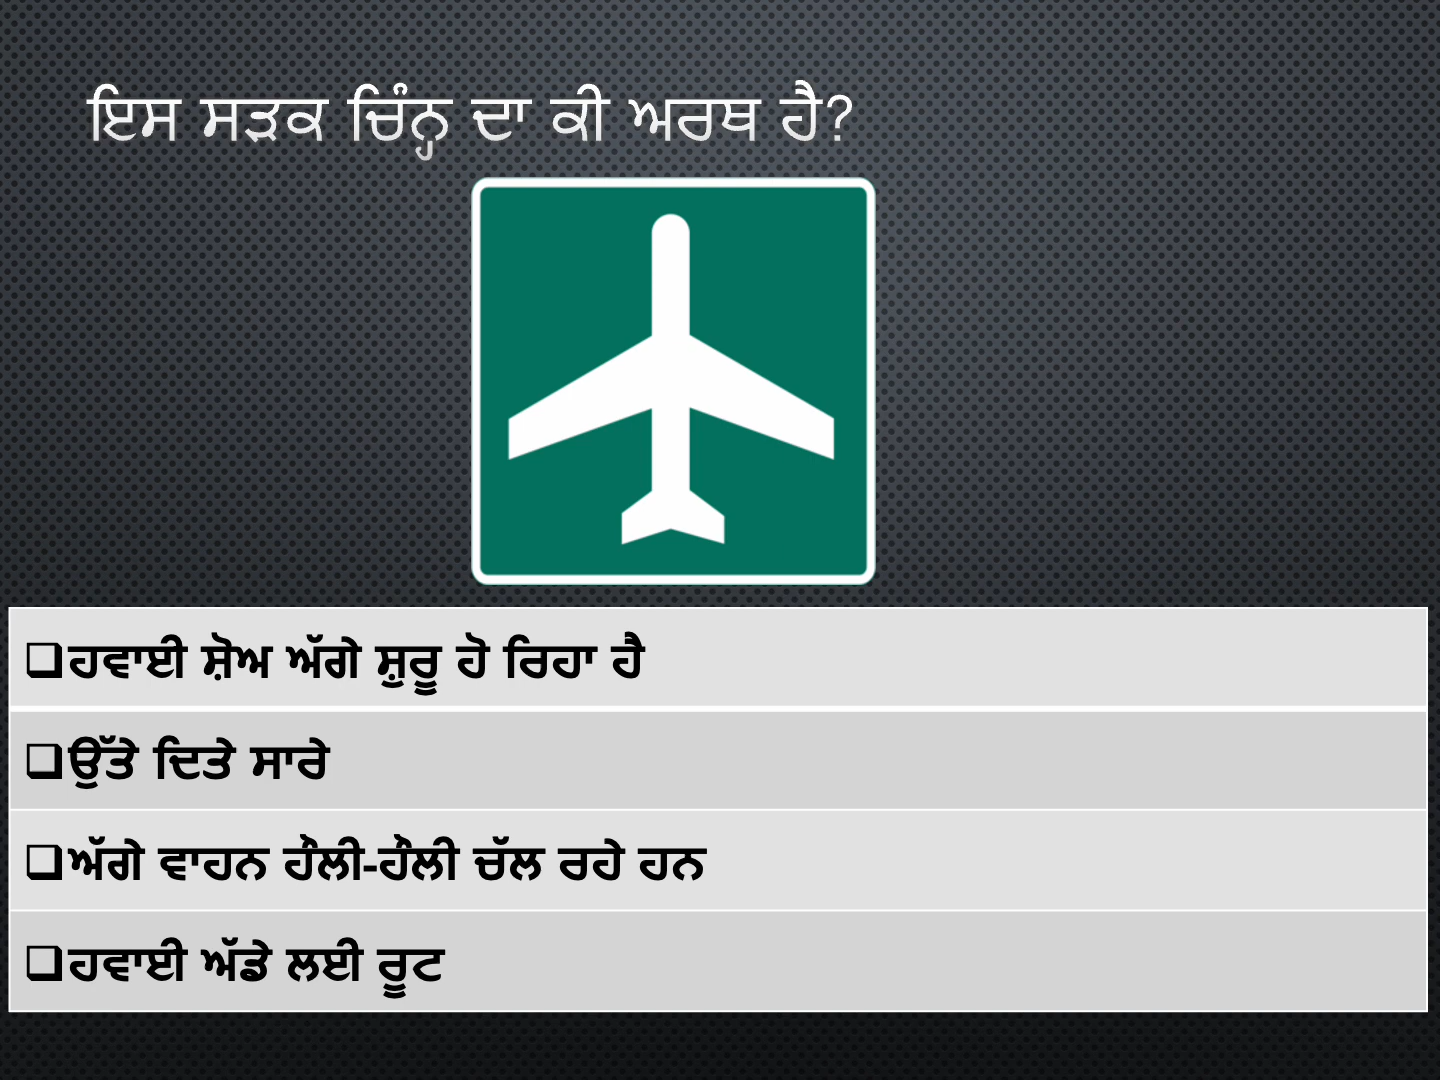 ਇਸ ਸੜਕ ਚਿੰਨ੍ਹ ਦਾ ਕੀ ਅਰਥ ਹੈ?
❑ਹਵਾਈ ਸ਼ੋਅ ਅੱਗੇ ਸ਼ੁਰੂ ਹੋ ਰਿਹਾ ਹੈ
❑ਉੱਤੇ ਦਿਤੇ ਸਾਰੇ
❑ਅੱਗੇ ਵਾਹਨ ਹੌਲੀ-ਹੌਲੀ ਚੱਲ ਰਹੇ ਹਨ
❑ਹਵਾਈ ਅੱਡੇ ਲਈ ਰੂਟ